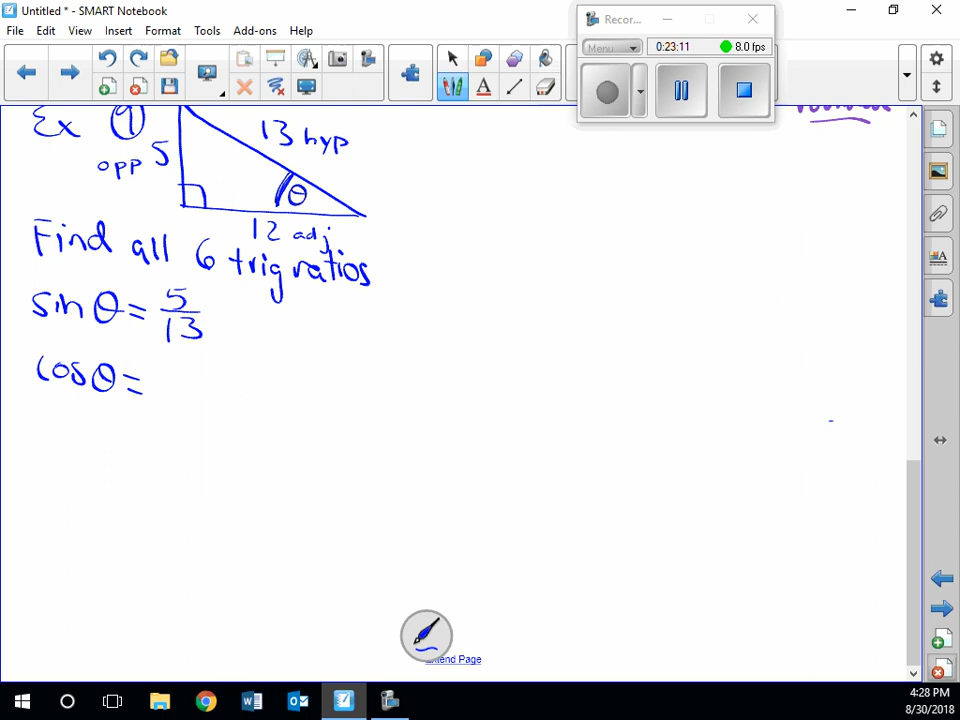 Untitled * - SMART Notebook
File Edit View Insert Format Tools Add-ons Help
Recor...
Menu 0:23:11 8.0 fps
Ex 9
13 hyp
opp 5
θ
12 adj
Find all 6 trig ratios
sin θ = 5/13
cos θ =
Extend Page
4:28 PM
8/30/2018